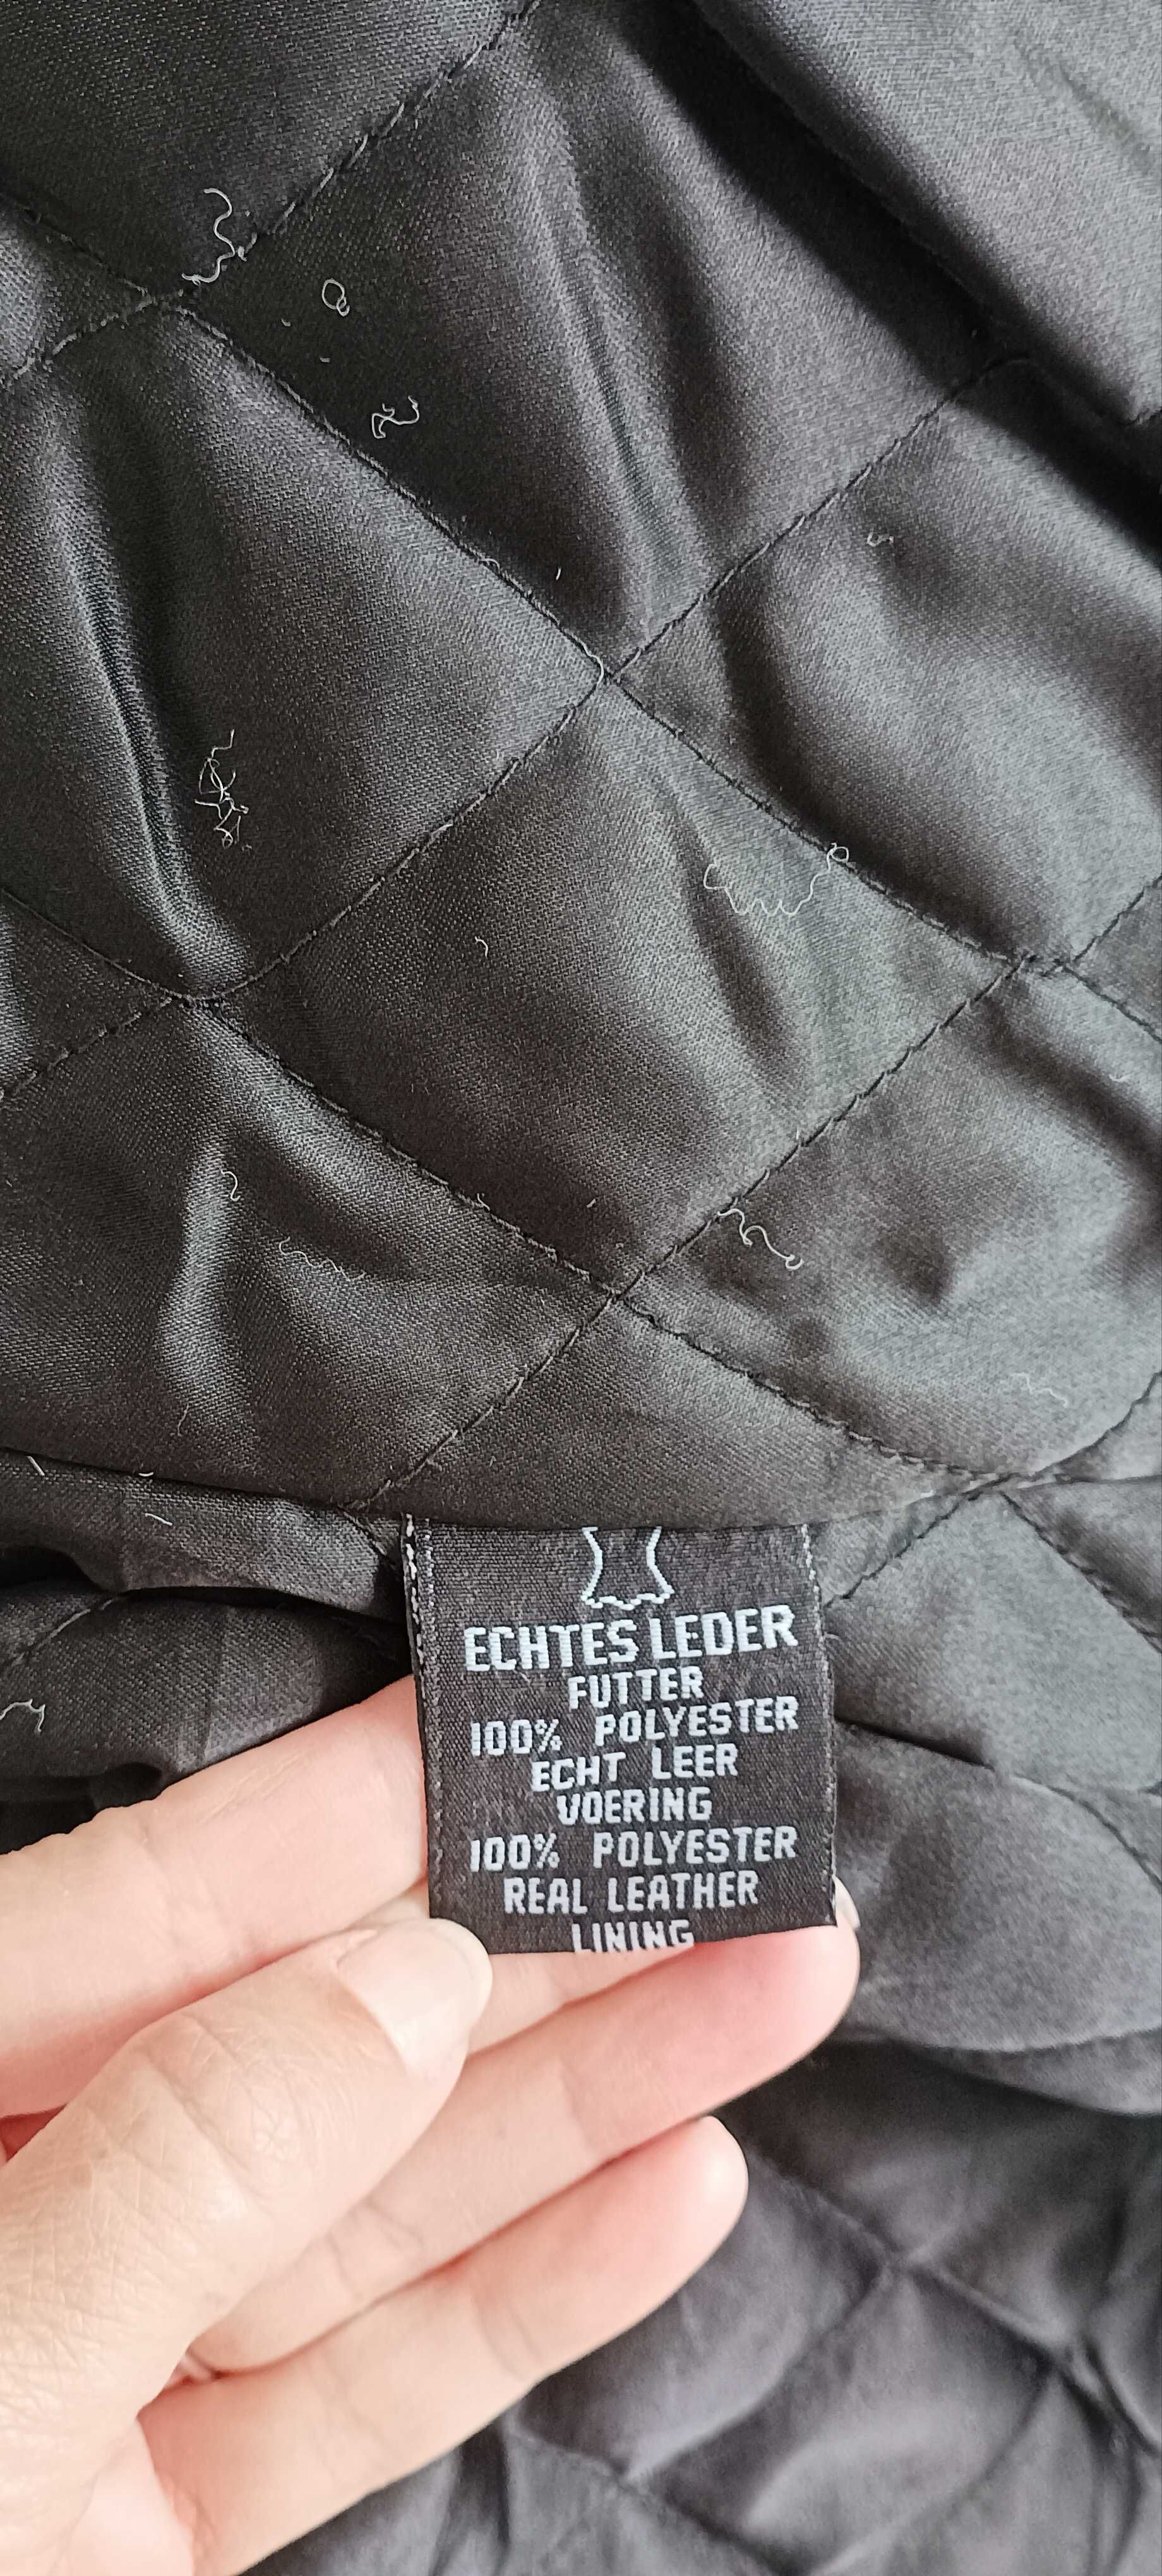 ECHTES LEDER
FUTTER
100% POLYESTER
ECHT LEER
VOERING
100% POLYESTER
REAL LEATHER
LINING